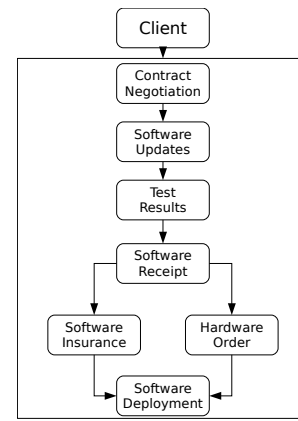 Client
Contract
Negotiation
Software
Updates
Test
Results
Software
Receipt
Software
Insurance
Hardware
Order
Software
Deployment